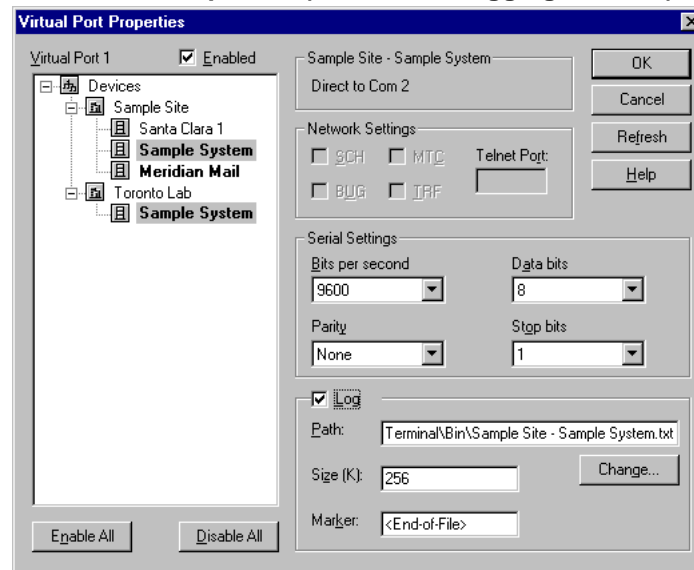 Virtual Port Properties
Virtual Port 1
Enabled
Devices
Sample Site
Santa Clara 1
Sample System
Meridian Mail
Toronto Lab
Sample System
Enable All
Disable All
Sample Site - Sample System
Direct to Com 2
Network Settings
SCH
MTC
Telnet Port:
BUG
TRF
Serial Settings
Bits per second
Data bits
9600
8
Parity
Stop bits
None
1
Log
Path:
Terminal\Bin\Sample Site - Sample System.txt
Size (K):
256
Change...
Marker:
<End-of-File>
OK
Cancel
Refresh
Help